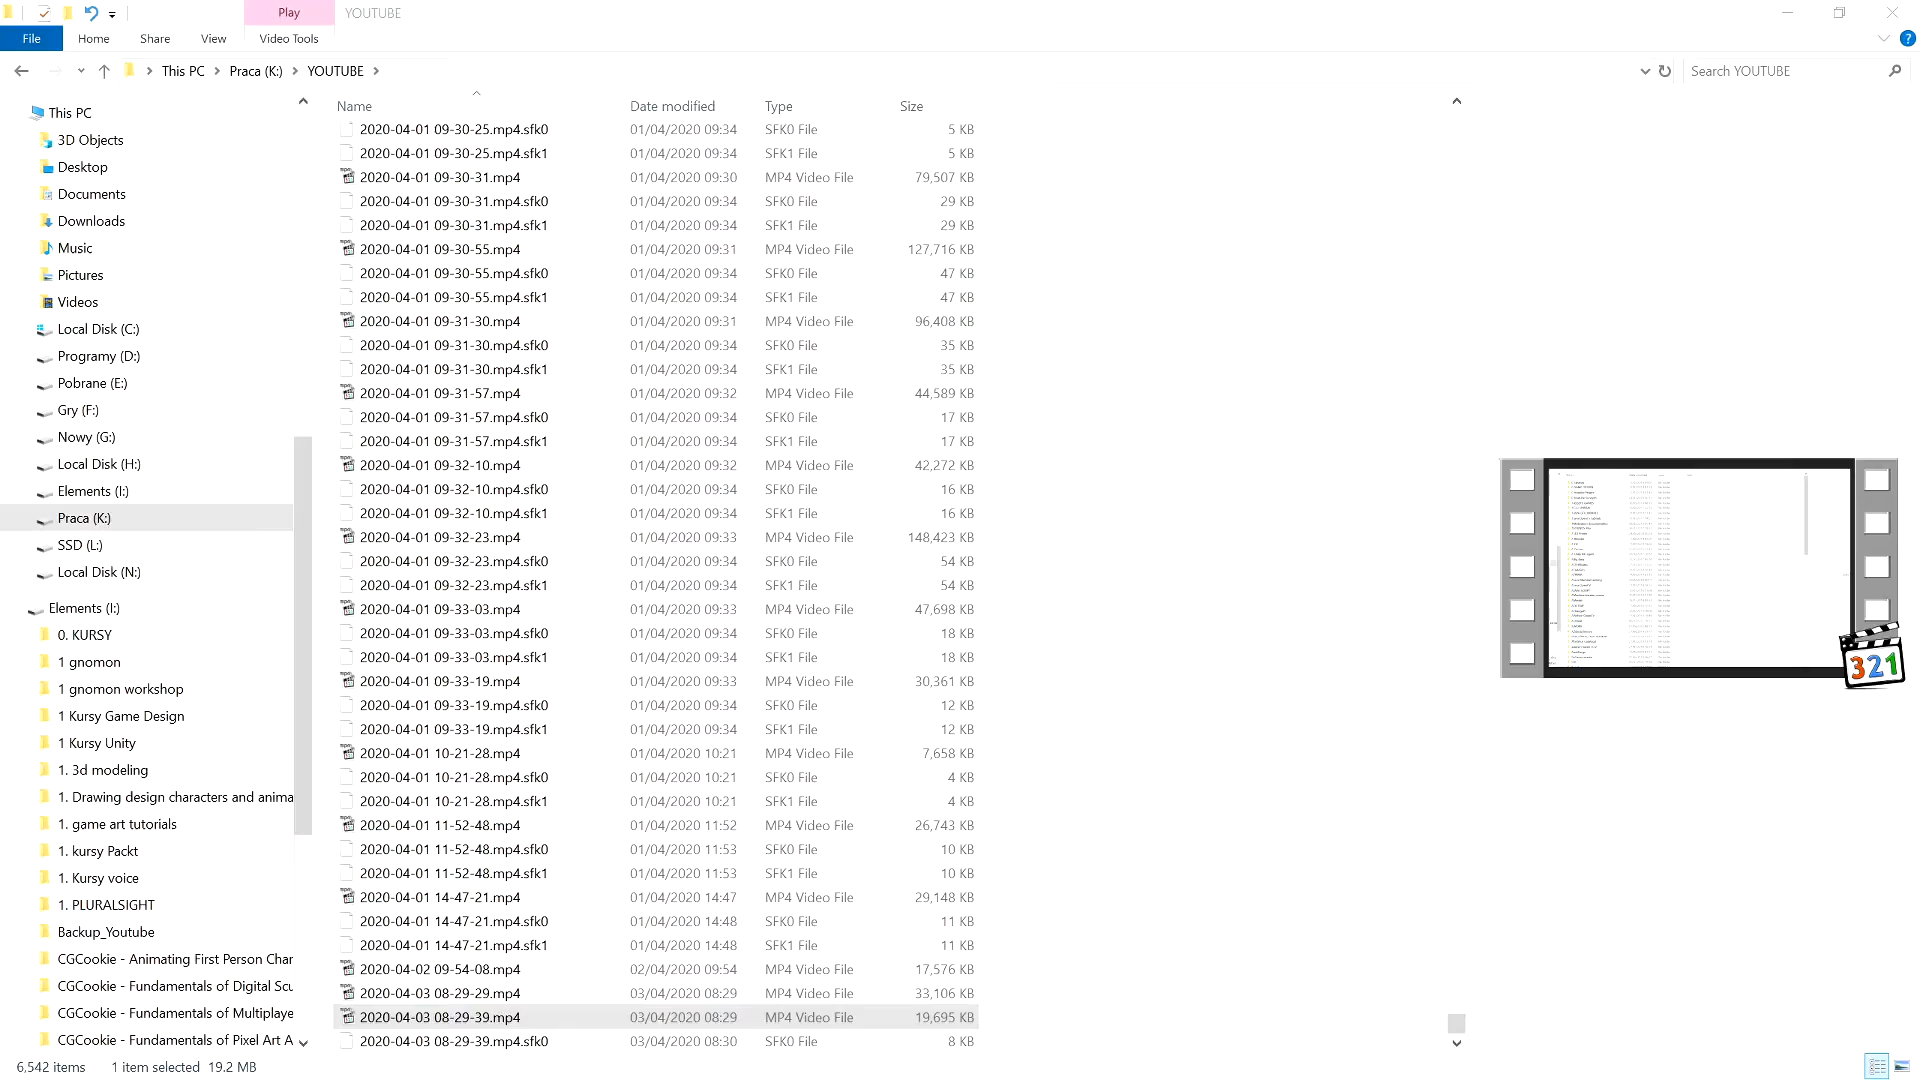 Play YOUTUBE
File Home Share View Video Tools
This PC Praca (K:) YOUTUBE
Search YOUTUBE
This PC
3D Objects
Desktop
Documents
Downloads
Music
Pictures
Videos
Local Disk (C:)
Programy (D:)
Pobrane (E:)
Gry (F:)
Nowy (G:)
Local Disk (H:)
Elements (I:)
Praca (K:)
SSD (L:)
Local Disk (N:)
Elements (I:)
0. KURSY
1 gnomon
1 gnomon workshop
1 Kursy Game Design
1 Kursy Unity
1. 3d modeling
1. Drawing design characters and anima
1. game art tutorials
1. kursy Packt
1. Kursy voice
1. PLURALSIGHT
Backup_Youtube
CGCookie - Animating First Person Char
CGCookie - Fundamentals of Digital Scu
CGCookie - Fundamentals of Multiplaye
CGCookie - Fundamentals of Pixel Art A
Name Date modified Type Size
2020-04-01 09-30-25.mp4.sfk0 01/04/2020 09:34 SFK0 File 5 KB
2020-04-01 09-30-25.mp4.sfk1 01/04/2020 09:34 SFK1 File 5 KB
2020-04-01 09-30-31.mp4 01/04/2020 09:30 MP4 Video File 79,507 KB
2020-04-01 09-30-31.mp4.sfk0 01/04/2020 09:34 SFK0 File 29 KB
2020-04-01 09-30-31.mp4.sfk1 01/04/2020 09:34 SFK1 File 29 KB
2020-04-01 09-30-55.mp4 01/04/2020 09:31 MP4 Video File 127,716 KB
2020-04-01 09-30-55.mp4.sfk0 01/04/2020 09:34 SFK0 File 47 KB
2020-04-01 09-30-55.mp4.sfk1 01/04/2020 09:34 SFK1 File 47 KB
2020-04-01 09-31-30.mp4 01/04/2020 09:31 MP4 Video File 96,408 KB
2020-04-01 09-31-30.mp4.sfk0 01/04/2020 09:34 SFK0 File 35 KB
2020-04-01 09-31-30.mp4.sfk1 01/04/2020 09:34 SFK1 File 35 KB
2020-04-01 09-31-57.mp4 01/04/2020 09:32 MP4 Video File 44,589 KB
2020-04-01 09-31-57.mp4.sfk0 01/04/2020 09:34 SFK0 File 17 KB
2020-04-01 09-31-57.mp4.sfk1 01/04/2020 09:34 SFK1 File 17 KB
2020-04-01 09-32-10.mp4 01/04/2020 09:32 MP4 Video File 42,272 KB
2020-04-01 09-32-10.mp4.sfk0 01/04/2020 09:34 SFK0 File 16 KB
2020-04-01 09-32-10.mp4.sfk1 01/04/2020 09:34 SFK1 File 16 KB
2020-04-01 09-32-23.mp4 01/04/2020 09:33 MP4 Video File 148,423 KB
2020-04-01 09-32-23.mp4.sfk0 01/04/2020 09:34 SFK0 File 54 KB
2020-04-01 09-32-23.mp4.sfk1 01/04/2020 09:34 SFK1 File 54 KB
2020-04-01 09-33-03.mp4 01/04/2020 09:33 MP4 Video File 47,698 KB
2020-04-01 09-33-03.mp4.sfk0 01/04/2020 09:34 SFK0 File 18 KB
2020-04-01 09-33-03.mp4.sfk1 01/04/2020 09:34 SFK1 File 18 KB
2020-04-01 09-33-19.mp4 01/04/2020 09:33 MP4 Video File 30,361 KB
2020-04-01 09-33-19.mp4.sfk0 01/04/2020 09:34 SFK0 File 12 KB
2020-04-01 09-33-19.mp4.sfk1 01/04/2020 09:34 SFK1 File 12 KB
2020-04-01 10-21-28.mp4 01/04/2020 10:21 MP4 Video File 7,658 KB
2020-04-01 10-21-28.mp4.sfk0 01/04/2020 10:21 SFK0 File 4 KB
2020-04-01 10-21-28.mp4.sfk1 01/04/2020 10:21 SFK1 File 4 KB
2020-04-01 11-52-48.mp4 01/04/2020 11:52 MP4 Video File 26,743 KB
2020-04-01 11-52-48.mp4.sfk0 01/04/2020 11:53 SFK0 File 10 KB
2020-04-01 11-52-48.mp4.sfk1 01/04/2020 11:53 SFK1 File 10 KB
2020-04-01 14-47-21.mp4 01/04/2020 14:47 MP4 Video File 29,148 KB
2020-04-01 14-47-21.mp4.sfk0 01/04/2020 14:48 SFK0 File 11 KB
2020-04-01 14-47-21.mp4.sfk1 01/04/2020 14:48 SFK1 File 11 KB
2020-04-02 09-54-08.mp4 02/04/2020 09:54 MP4 Video File 17,576 KB
2020-04-03 08-29-29.mp4 03/04/2020 08:29 MP4 Video File 33,106 KB
2020-04-03 08-29-39.mp4 03/04/2020 08:29 MP4 Video File 19,695 KB
2020-04-03 08-29-39.mp4.sfk0 03/04/2020 08:30 SFK0 File 8 KB
321
6,542 items 1 item selected 19.2 MB